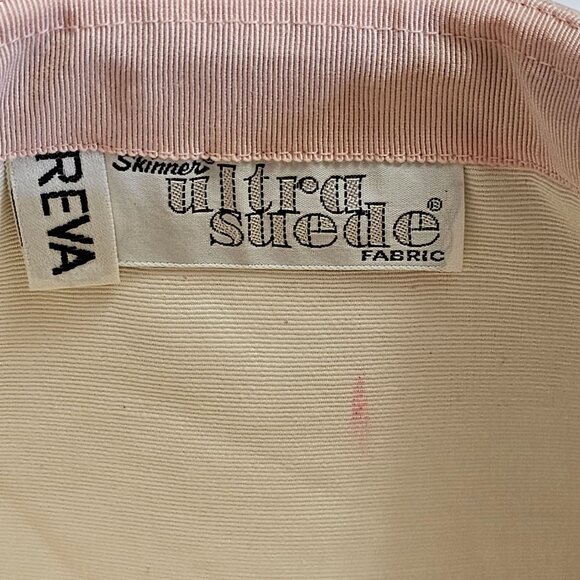 REVA
Skinner®
ultra
suede®
FABRIC